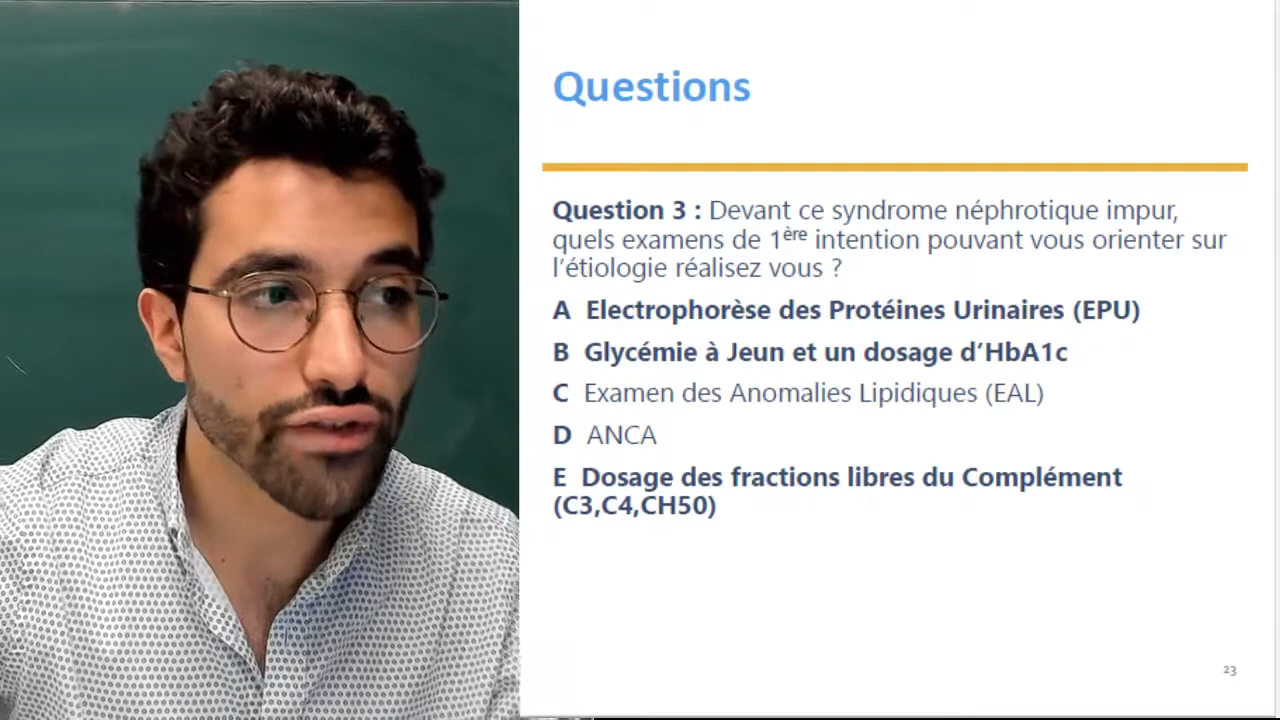 Questions
Question 3 : Devant ce syndrome néphrotique impur,
quels examens de 1ère intention pouvant vous orienter sur
l’étiologie réalisez vous ?
A Electrophorèse des Protéines Urinaires (EPU)
B Glycémie à Jeun et un dosage d’HbA1c
C Examen des Anomalies Lipidiques (EAL)
D ANCA
E Dosage des fractions libres du Complément
(C3,C4,CH50)
23